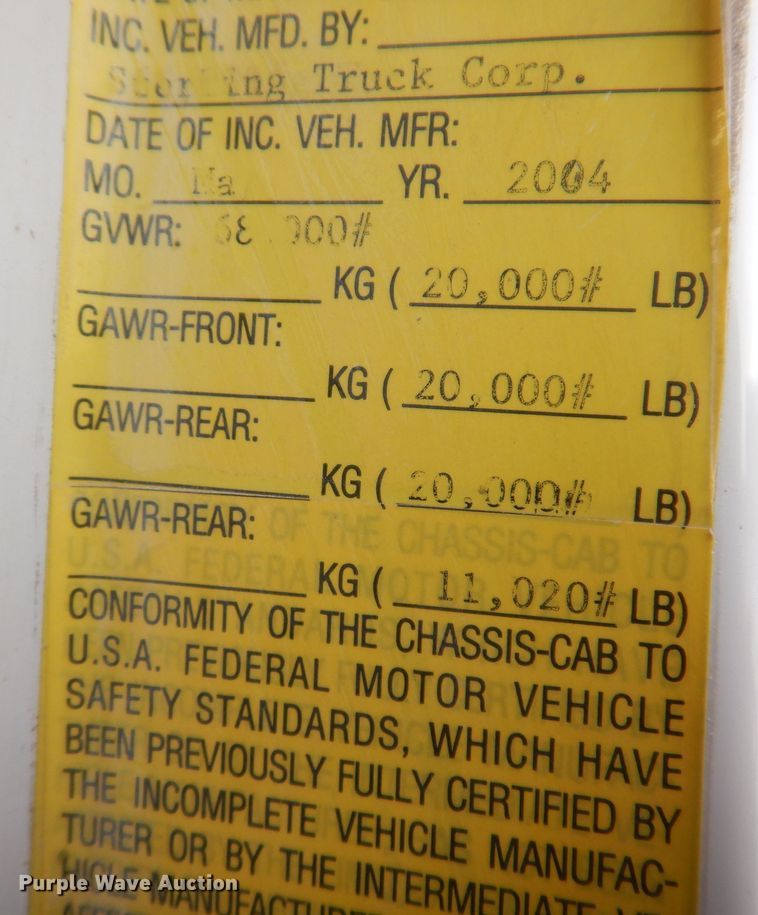 INC. VEH. MFD. BY:
Truck Corp.
DATE OF INC. VEH. MFR:
MO. YR. 2004
GVWR: 000#
KG ( 20,000# LB)
GAWR-FRONT:
KG ( 20,000# LB)
GAWR-REAR:
KG ( 20,000# LB)
GAWR-REAR:
KG ( 11,020# LB)
CONFORMITY OF THE CHASSIS-CAB TO
U.S.A. FEDERAL MOTOR VEHICLE
SAFETY STANDARDS, WHICH HAVE
BEEN PREVIOUSLY FULLY CERTIFIED BY
THE INCOMPLETE VEHICLE MANUFAC-
TURER OR BY THE INTERMEDIATE
Purple Wave Auction